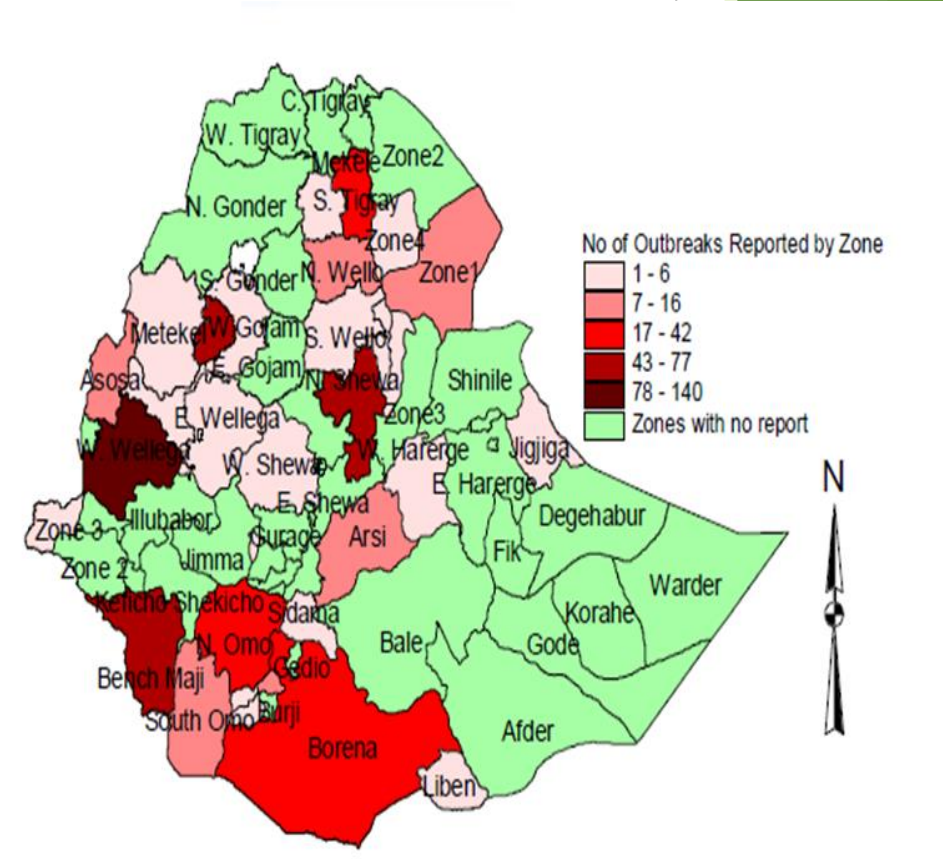 C. Tigray
W. Tigray
Mekele
Zone2
N. Gonder
S. Tigray
Zone4
S. Gonder
N. Wello
Zone1
No of Outbreaks Reported by Zone
1 - 6
7 - 16
17 - 42
43 - 77
78 - 140
Zones with no report
Metekel
W.Gojam
S. Wello
E. Gojam
Asosa
N. Shewa
Shinile
Zone3
E. Wellega
W. Wellega
W. Shewa
W. Harerge
Jigjiga
E. Harerge
N
E. Shewa
Degehabur
Zone 3
Illubabor
Gurage
Arsi
Fik
Zone 2
Jimma
Warder
Keficho Shekicho
Sidama
Korahe
N. Omo
Bale
Gode
Gedio
Bench Maji
South Omo
Burji
Afder
Borena
Liben